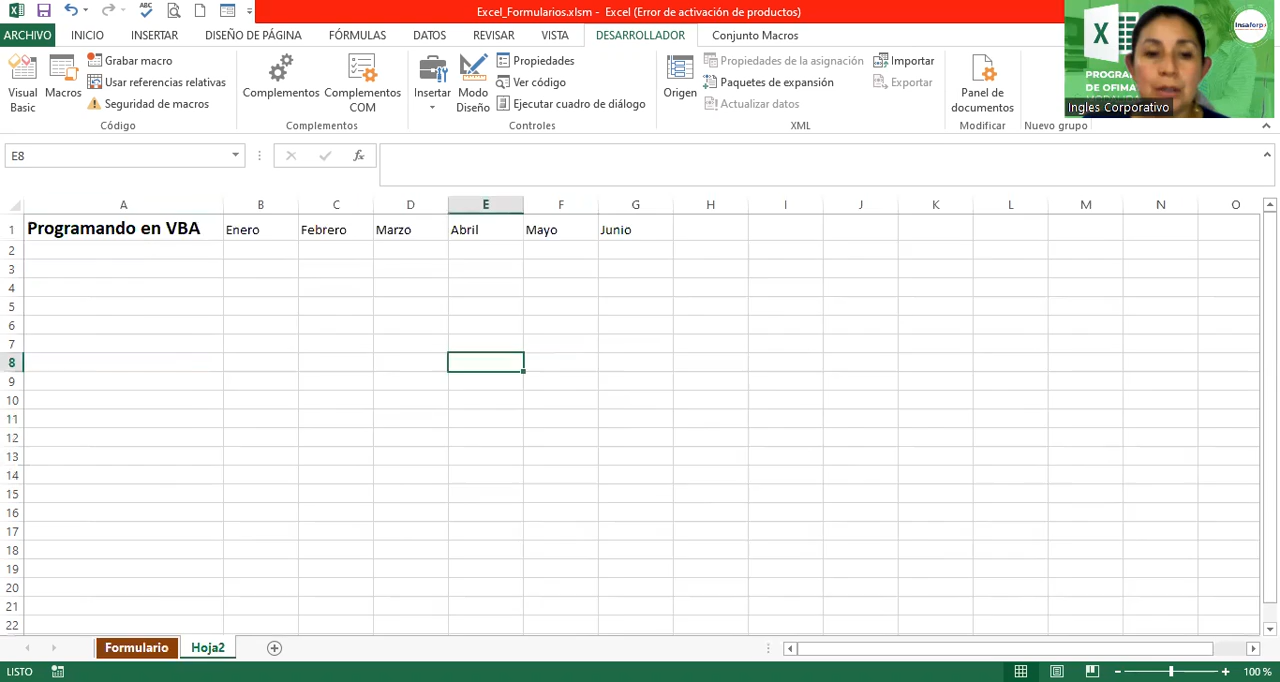 Excel_Formularios.xlsm - Excel (Error de activación de productos)
ARCHIVO INICIO INSERTAR DISEÑO DE PÁGINA FÓRMULAS DATOS REVISAR VISTA DESARROLLADOR Conjunto Macros
Visual Basic
Macros
Grabar macro
Usar referencias relativas
Seguridad de macros
Código
Complementos
Complementos COM
Complementos
Insertar
Modo Diseño
Propiedades
Ver código
Ejecutar cuadro de diálogo
Controles
Origen
Propiedades de la asignación
Paquetes de expansión
Actualizar datos
Importar
Exportar
XML
Panel de documentos
Modificar
Nuevo grupo
insaforp
PROGRA
DE OFIMA
Ingles Corporativo
E8
fx
A B C D E F G H I J K L M N O
1 Programando en VBA Enero Febrero Marzo Abril Mayo Junio
2
3
4
5
6
7
8
9
10
11
12
13
14
15
16
17
18
19
20
21
22
Formulario Hoja2
LISTO 100 %